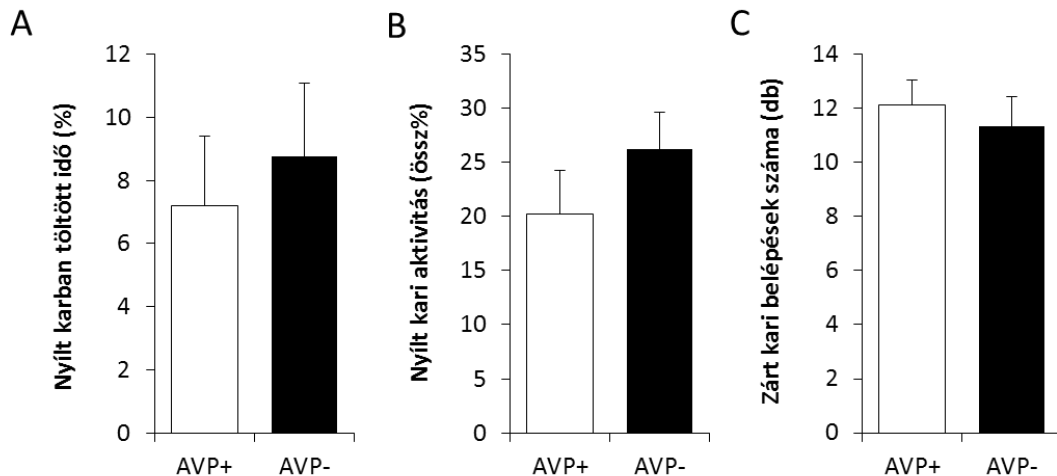 A
Nyílt karban töltött idő (%)
12
10
8
6
4
2
0
AVP+ AVP-
B
Nyílt kari aktivitás (össz%)
35
30
25
20
15
10
5
0
AVP+ AVP-
C
Zárt kari belépések száma (db)
14
12
10
8
6
4
2
0
AVP+ AVP-